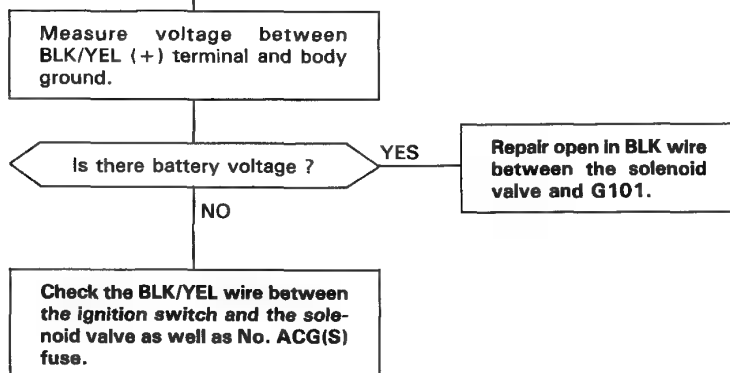 Measure voltage between
BLK/YEL (+) terminal and body
ground.
Is there battery voltage ?
YES
Repair open in BLK wire
between the solenoid
valve and G101.
NO
Check the BLK/YEL wire between
the ignition switch and the sole-
noid valve as well as No. ACG(S)
fuse.